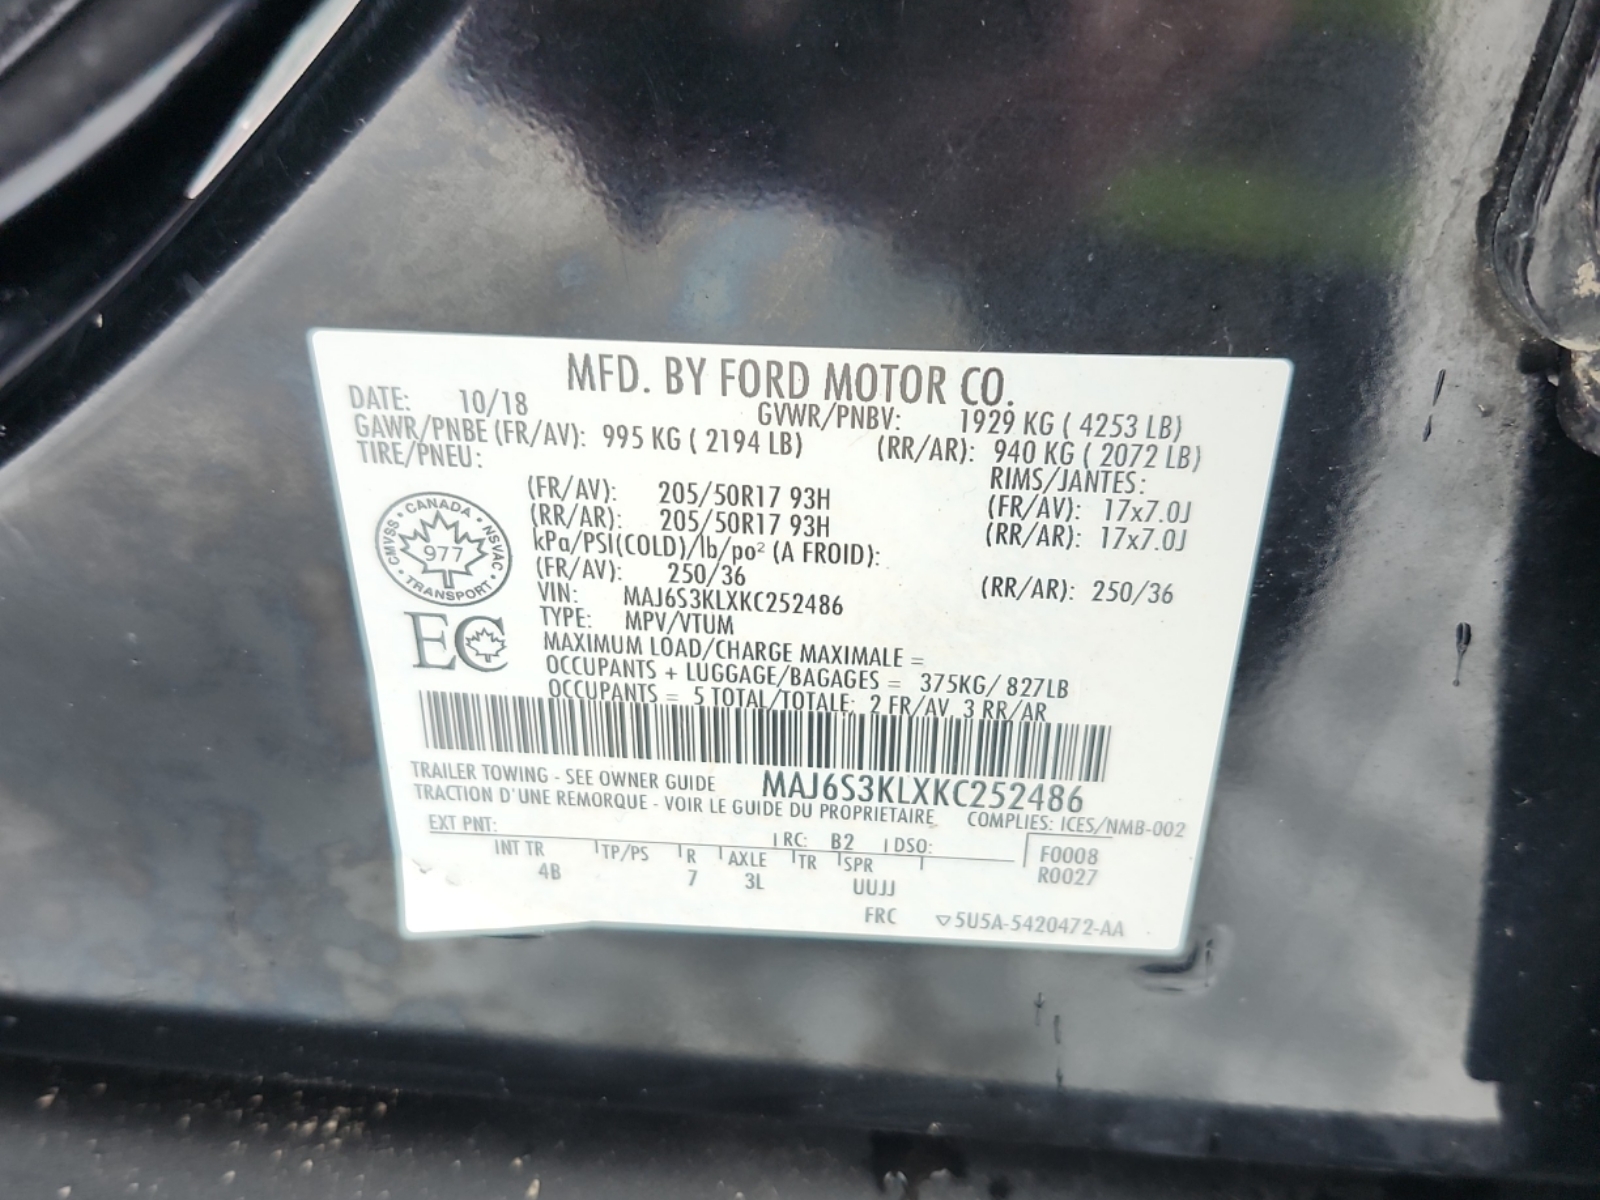 MFD. BY FORD MOTOR CO.
DATE: 10/18 GVWR/PNBV: 1929 KG ( 4253 LB)
GAWR/PNBE (FR/AV): 995 KG ( 2194 LB) (RR/AR): 940 KG ( 2072 LB)
TIRE/PNEU: RIMS/JANTES:
(FR/AV): 205/50R17 93H (FR/AV): 17x7.0J
(RR/AR): 205/50R17 93H (RR/AR): 17x7.0J
kPa/PSI(COLD)/lb/po² (A FROID):
(FR/AV): 250/36 (RR/AR): 250/36
VIN: MAJ6S3KLXKC252486
TYPE: MPV/VTUM
MAXIMUM LOAD/CHARGE MAXIMALE =
OCCUPANTS + LUGGAGE/BAGAGES = 375KG/ 827LB
OCCUPANTS = 5 TOTAL/TOTALE: 2 FR/AV, 3 RR/AR
CANADA
CMVSS 977 NSVAC
TRANSPORT
EC
TRAILER TOWING - SEE OWNER GUIDE MAJ6S3KLXKC252486
TRACTION D'UNE REMORQUE - VOIR LE GUIDE DU PROPRIETAIRE COMPLIES: ICES/NMB-002
EXT PNT: RC: B2 DSO: F0008
INT TR TP/PS R AXLE TR SPR R0027
4B 7 3L UUJJ
FRC ▽5U5A-5420472-AA